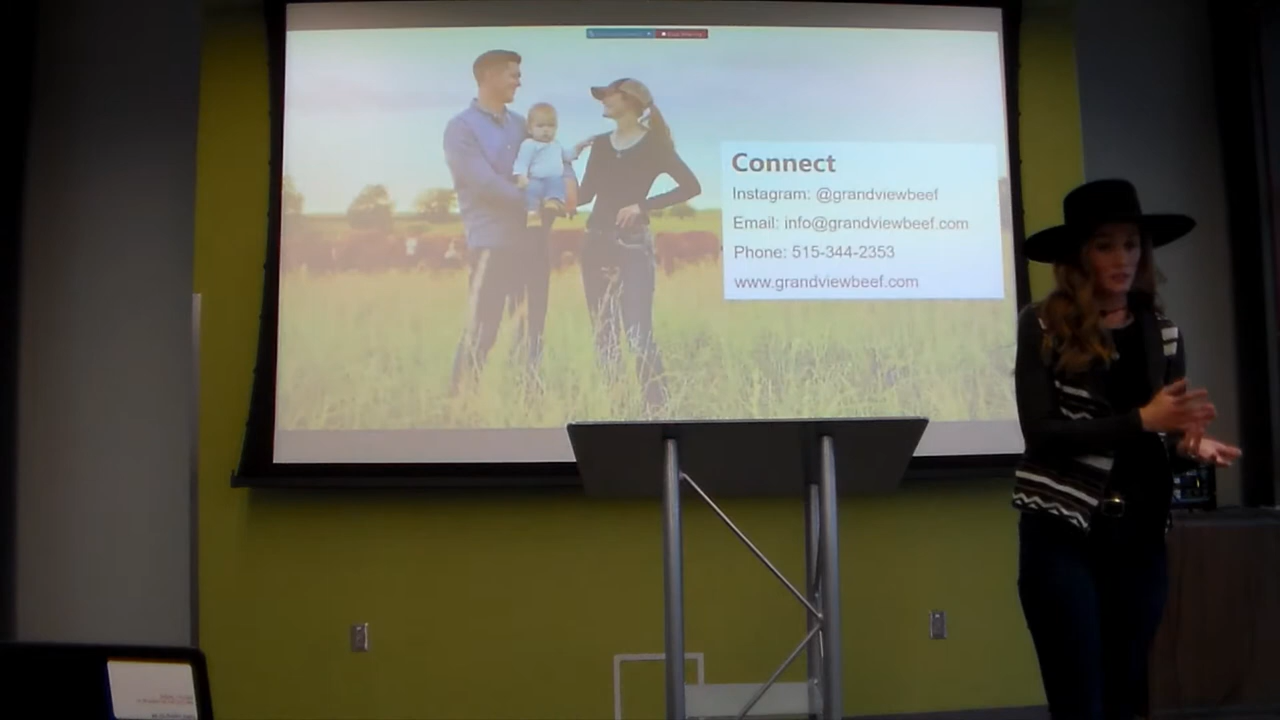 Connect
Instagram: @grandviewbeef
Email: info@grandviewbeef.com
Phone: 515-344-2353
www.grandviewbeef.com